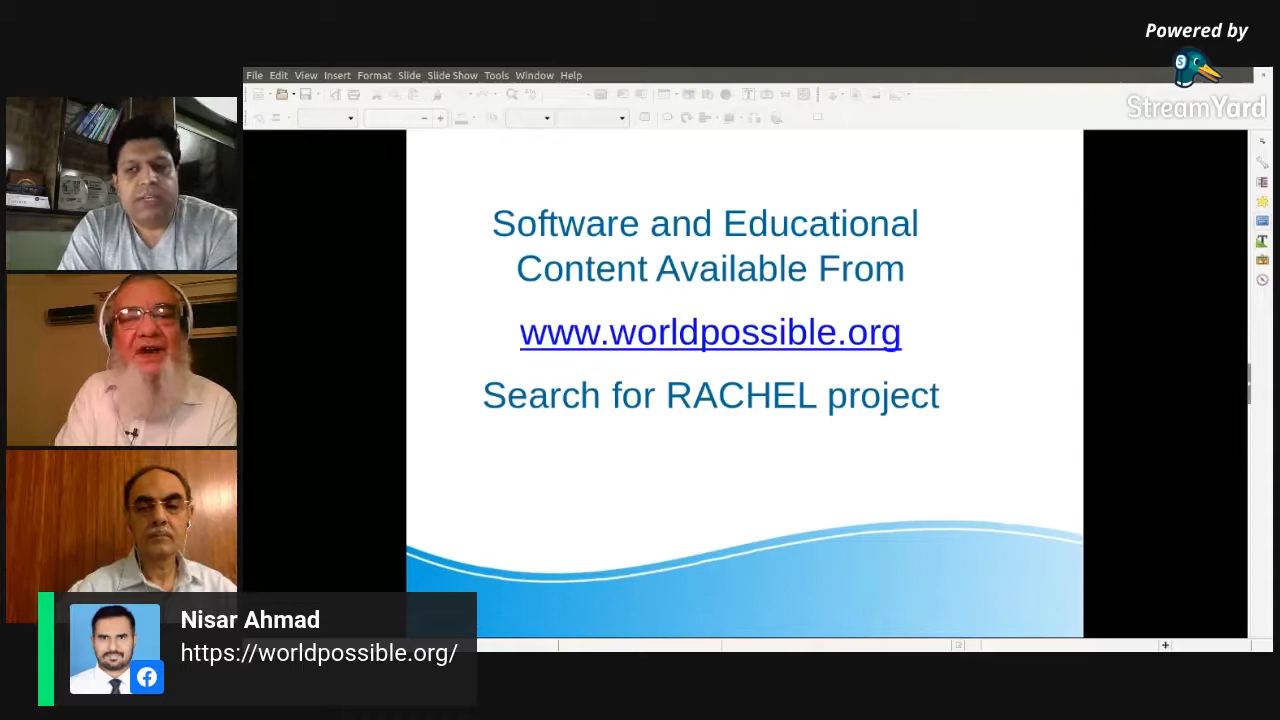 Powered by
StreamYard
File Edit View Insert Format Slide Slide Show Tools Window Help
Software and Educational
Content Available From
www.worldpossible.org
Search for RACHEL project
Nisar Ahmad
https://worldpossible.org/